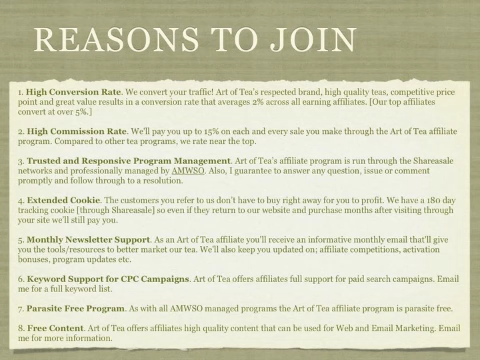 REASONS TO JOIN
1. High Conversion Rate. We convert your traffic! Art of Tea's respected brand, high quality teas, competitive price
point and great value results in a conversion rate that averages 2% across all earning affiliates. [Our top affiliates
convert at over 5%.]
2. High Commission Rate. We'll pay you up to 15% on each and every sale you make through the Art of Tea affiliate
program. Compared to other tea programs, we rate near the top.
3. Trusted and Responsive Program Management. Art of Tea's affiliate program is run through the Shareasale
networks and professionally managed by AMWSO. Also, I guarantee to answer any question, issue or comment
promptly and follow through to a resolution.
4. Extended Cookie. The customers you refer to us don't have to buy right away for you to profit. We have a 180 day
tracking cookie [through Shareasale] so even if they return to our website and purchase months after visiting through
your site we'll still pay you.
5. Monthly Newsletter Support. As an Art of Tea affiliate you'll receive an informative monthly email that'll give
you the tools/resources to better market our tea. We'll also keep you updated on; affiliate competitions, activation
bonuses, program updates etc.
6. Keyword Support for CPC Campaigns. Art of Tea offers affiliates full support for paid search campaigns. Email
me for a full keyword list.
7. Parasite Free Program. As with all AMWSO managed programs the Art of Tea affiliate program is parasite free.
8. Free Content. Art of Tea offers affiliates high quality content that can be used for Web and Email Marketing. Email
me for more information.